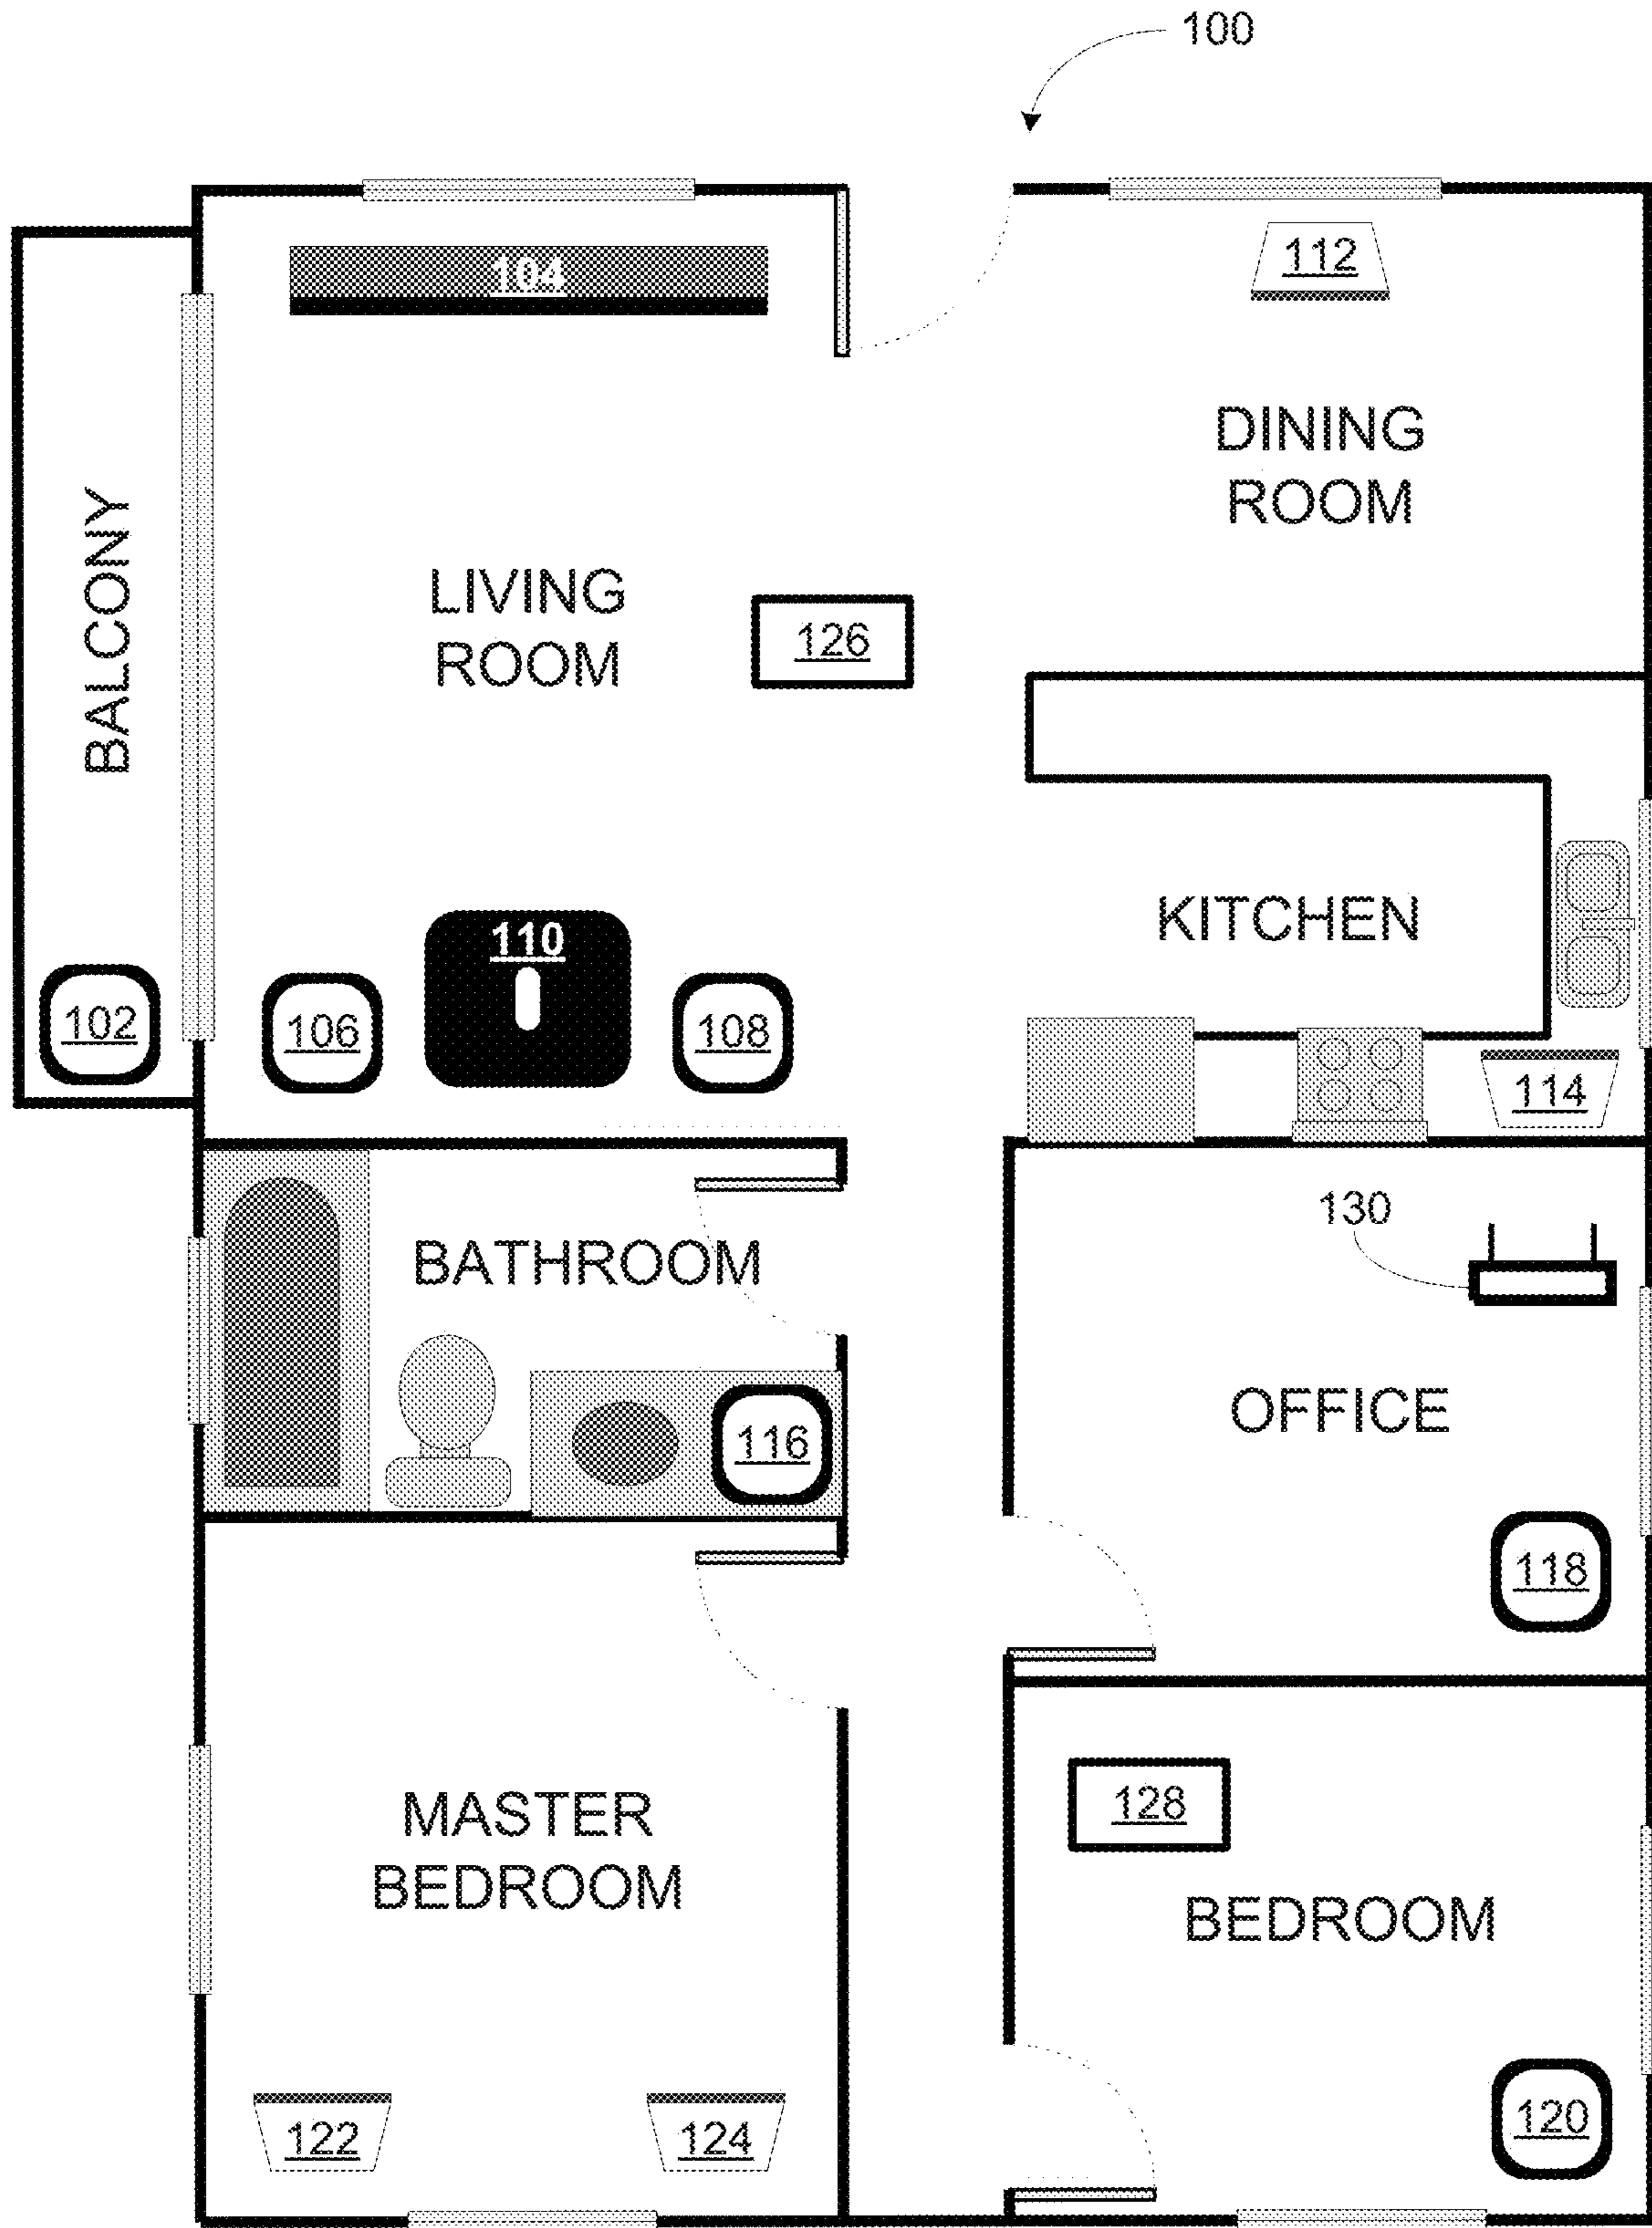 100
104
112
DINING
ROOM
BALCONY
LIVING
ROOM
126
KITCHEN
110
102
106
108
114
130
BATHROOM
OFFICE
116
118
128
MASTER
BEDROOM
BEDROOM
122
124
120